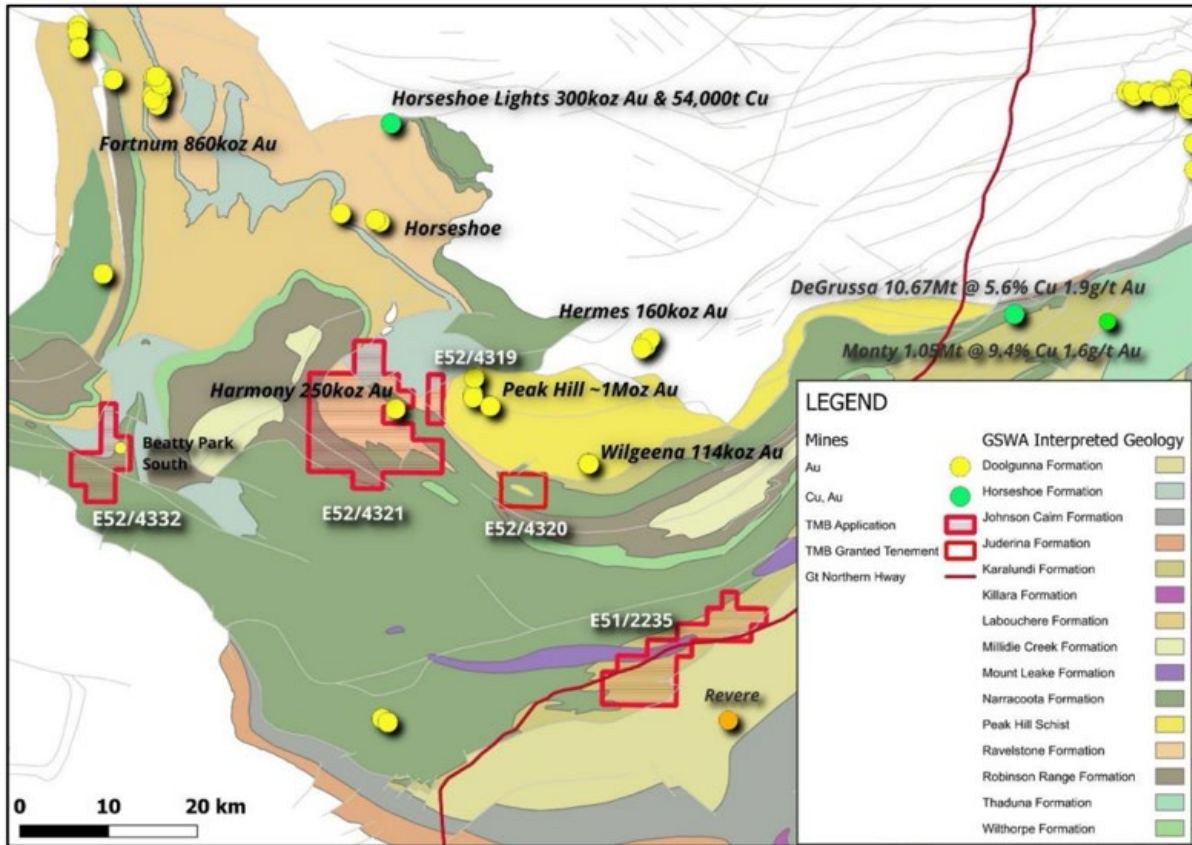 Horseshoe Lights 300koz Au & 54,000t Cu
Fortnum 860koz Au
Horseshoe
DeGrussa 10.67Mt @ 5.6% Cu 1.9g/t Au
Hermes 160koz Au
Monty 1.05Mt @ 9.4% Cu 1.6g/t Au
E52/4319
Harmony 250koz Au
Peak Hill ~1Moz Au
Beatty Park
South
Wilgeena 114koz Au
E52/4332
E52/4321
E52/4320
E51/2235
Revere
0 10 20 km
LEGEND
Mines
Au
Cu, Au
TMB Application
TMB Granted Tenement
Gt Northern Hway
GSWA Interpreted Geology
Doolgunna Formation
Horseshoe Formation
Johnson Cairn Formation
Juderina Formation
Karalundi Formation
Killara Formation
Labouchere Formation
Millidie Creek Formation
Mount Leake Formation
Narracoota Formation
Peak Hill Schist
Ravelstone Formation
Robinson Range Formation
Thaduna Formation
Wilthorpe Formation